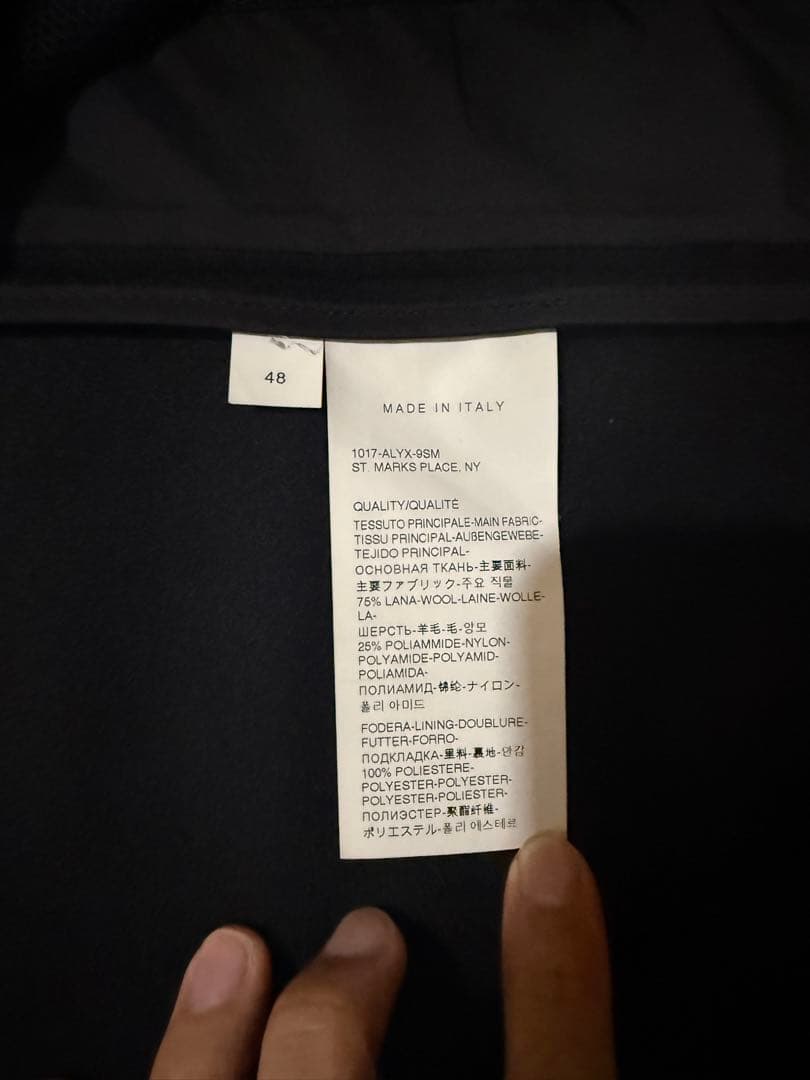 48
MADE IN ITALY
1017-ALYX-9SM
ST. MARKS PLACE, NY
QUALITY/QUALITÉ
TESSUTO PRINCIPALE-MAIN FABRIC-
TISSU PRINCIPAL-AUßENGEWEBE-
TEJIDO PRINCIPAL-
ОСНОВНАЯ ТКАНЬ-主要面料-
主要ファブリック-주요 직물
75% LANA-WOOL-LAINE-WOLLE-
LA-
ШЕРСТЬ-羊毛-毛-양모
25% POLIAMMIDE-NYLON-
POLYAMIDE-POLYAMID-
POLIAMIDA-
ПОЛИАМИД-锦纶-ナイロン-
폴리 아미드
FODERA-LINING-DOUBLURE-
FUTTER-FORRO-
ПОДКЛАДКА-里料-裏地-안감
100% POLIESTERE-
POLYESTER-POLYESTER-
POLYESTER-POLIESTER-
ПОЛИЭСТЕР-聚酯纤维-
ポリエステル-폴리 에스테르